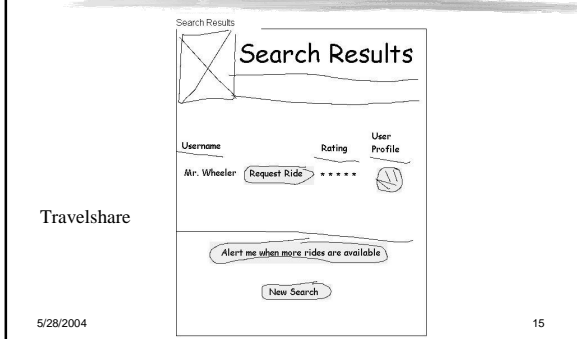 Search Results
Search Results
User
Username Rating Profile
Mr. Wheeler Request Ride * * * * *
Travelshare
Alert me when more rides are available
New Search
5/28/2004 15